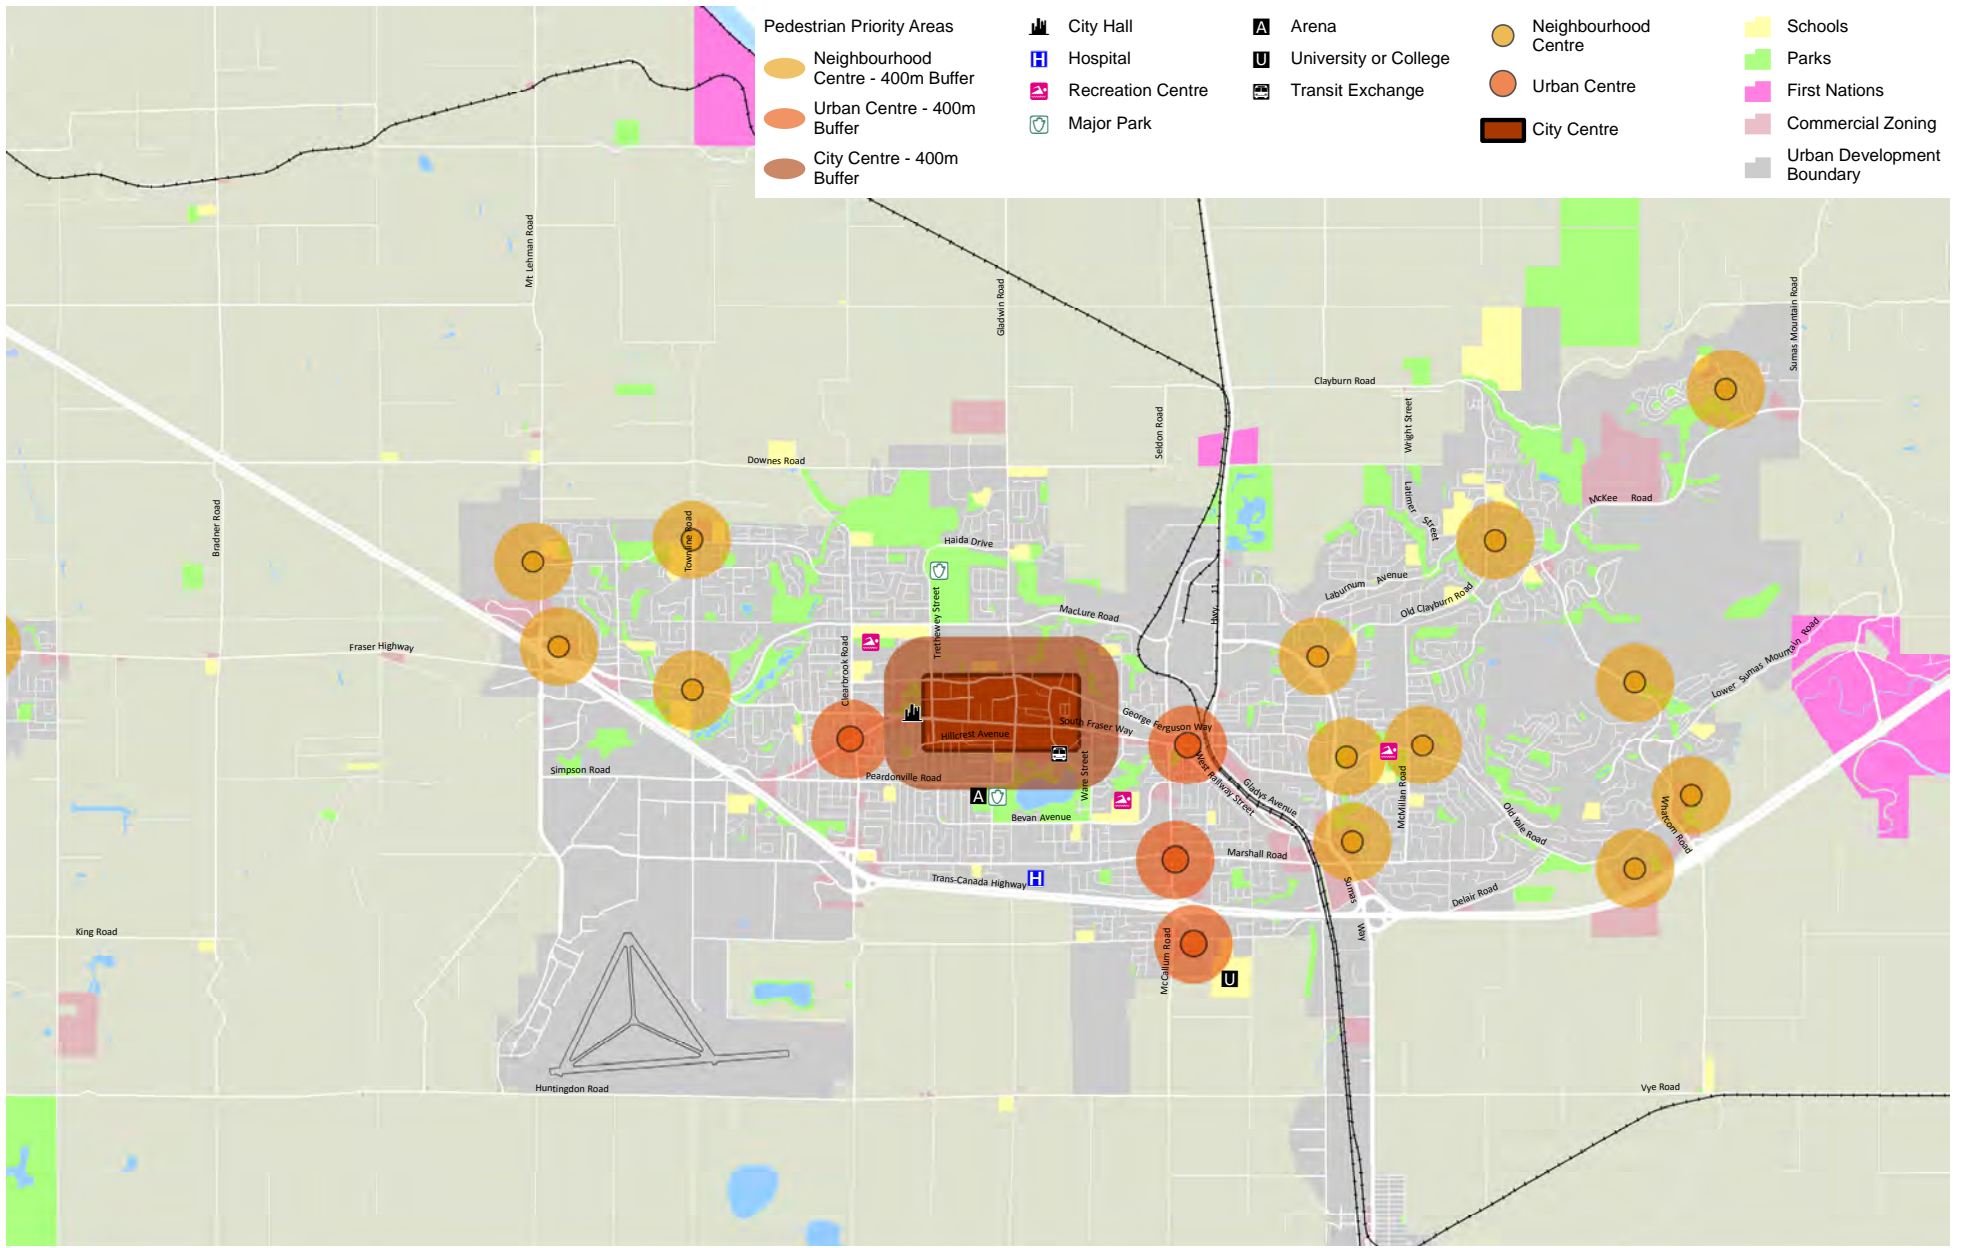 Pedestrian Priority Areas
Neighbourhood
Centre - 400m Buffer
Urban Centre - 400m
Buffer
City Centre - 400m
Buffer
City Hall
H Hospital
Recreation Centre
Major Park
A Arena
U University or College
Transit Exchange
Neighbourhood
Centre
Urban Centre
City Centre
Schools
Parks
First Nations
Commercial Zoning
Urban Development
Boundary
Mt Lehman Road
Gladwin Road
Sumas Mountain Road
Clayburn Road
Seldon Road
Wright Street
Downes Road
McKee Road
Bradner Road
Townline Road
Haida Drive
Latimer Street
Laburnum Avenue
Old Clayburn Road
Hwy. 11
Trethewey Street
MacLure Road
Fraser Highway
Clearbrook Road
Lower Sumas Mountain Road
George Ferguson Way
South Fraser Way
Hillcrest Avenue
Simpson Road
Peardonville Road
Ware Street
West Railway Street
Gladys Avenue
McMillan Road
Old Yale Road
Whatcom Road
A
Bevan Avenue
Marshall Road
Trans-Canada Highway
H
Sumas Way
Delair Road
King Road
McCallum Road
U
Huntingdon Road
Vye Road